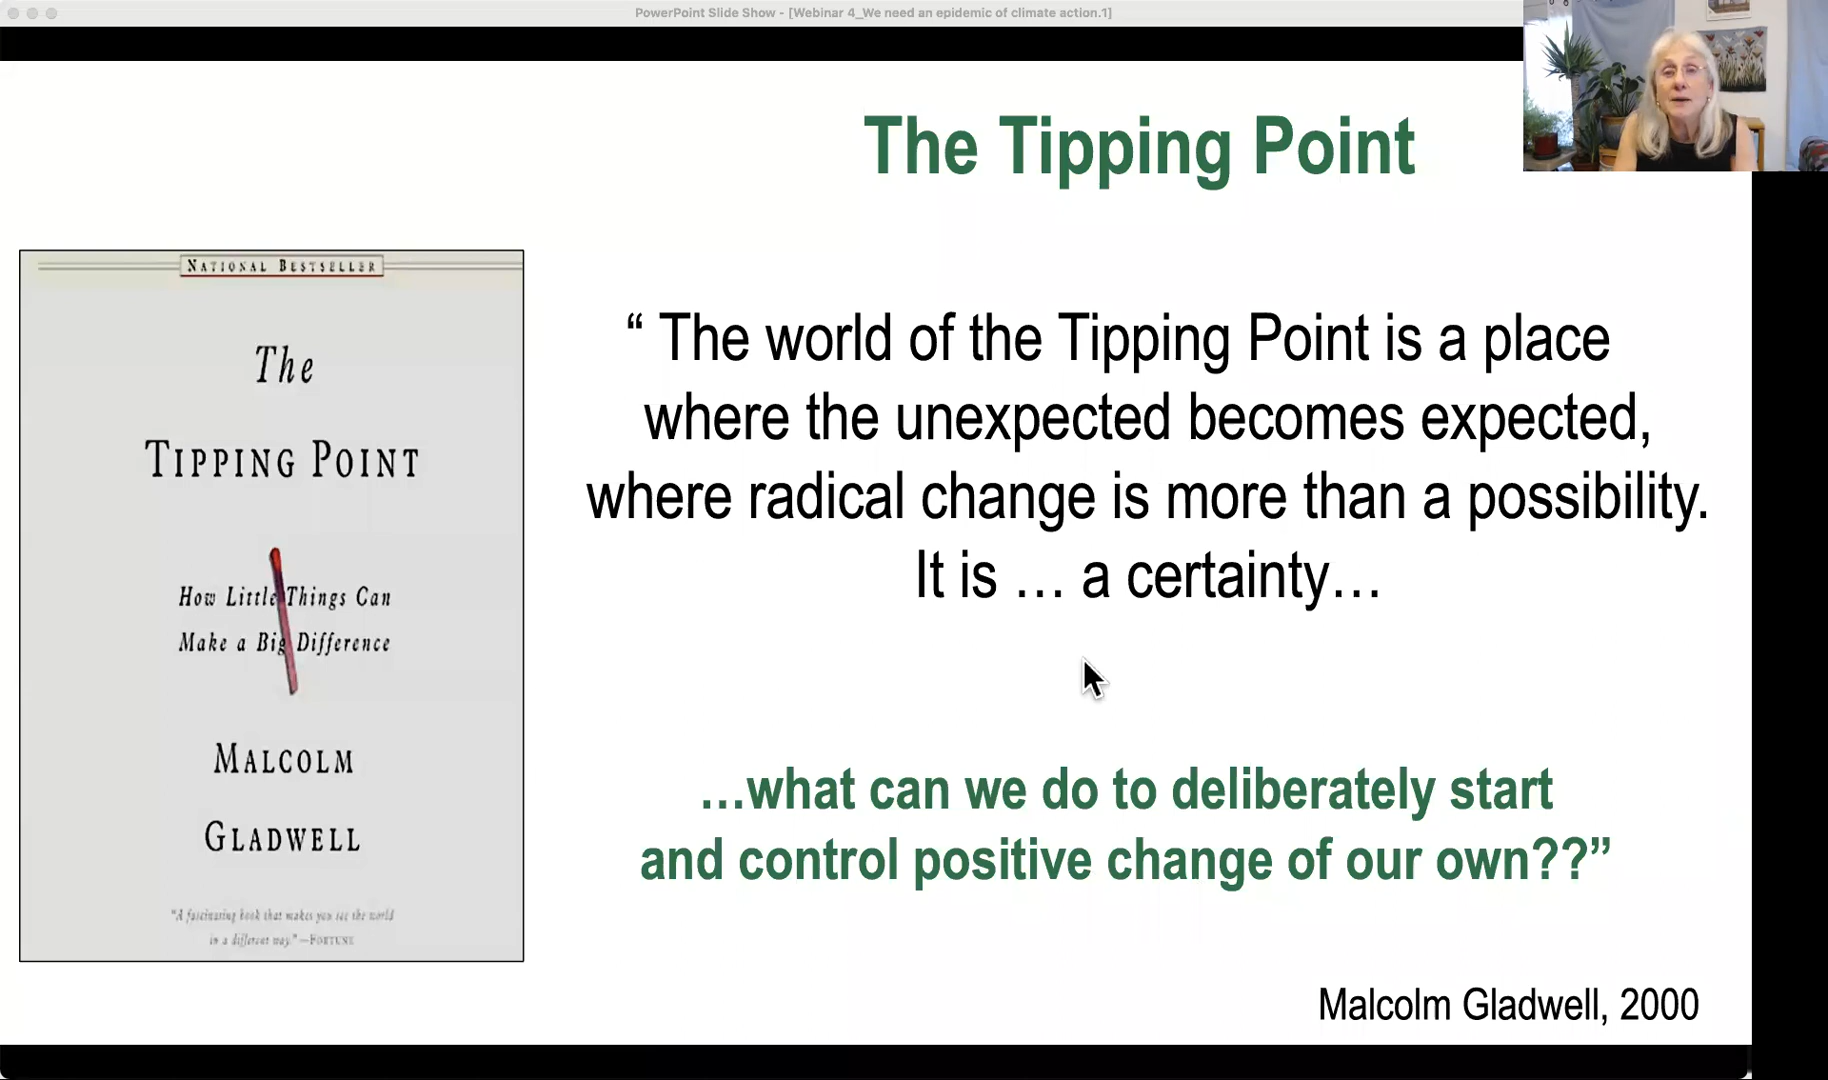 PowerPoint Slide Show - [Webinar 4_We need an epidemic of climate action.1]
The Tipping Point
NATIONAL BESTSELLER
The
TIPPING POINT
How Little Things Can
Make a Big Difference
MALCOLM
GLADWELL
"A fascinating book that makes you see the world
in a different way." —FORTUNE
“ The world of the Tipping Point is a place
where the unexpected becomes expected,
where radical change is more than a possibility.
It is … a certainty…
…what can we do to deliberately start
and control positive change of our own??”
Malcolm Gladwell, 2000